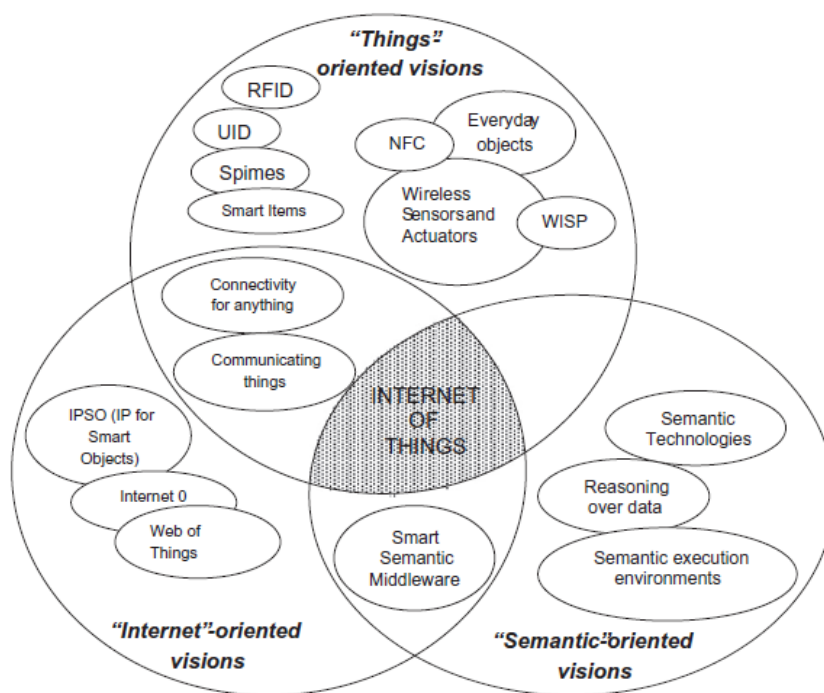 “Things”-
oriented visions
RFID
UID
Spimes
Smart Items
NFC
Everyday
objects
Wireless
Sensors and
Actuators
WISP
Connectivity
for anything
Communicating
things
INTERNET
OF
THINGS
IPSO (IP for
Smart
Objects)
Internet 0
Web of
Things
Semantic
Technologies
Reasoning
over data
Semantic execution
environments
Smart
Semantic
Middleware
“Internet”-oriented
visions
“Semantic”-oriented
visions